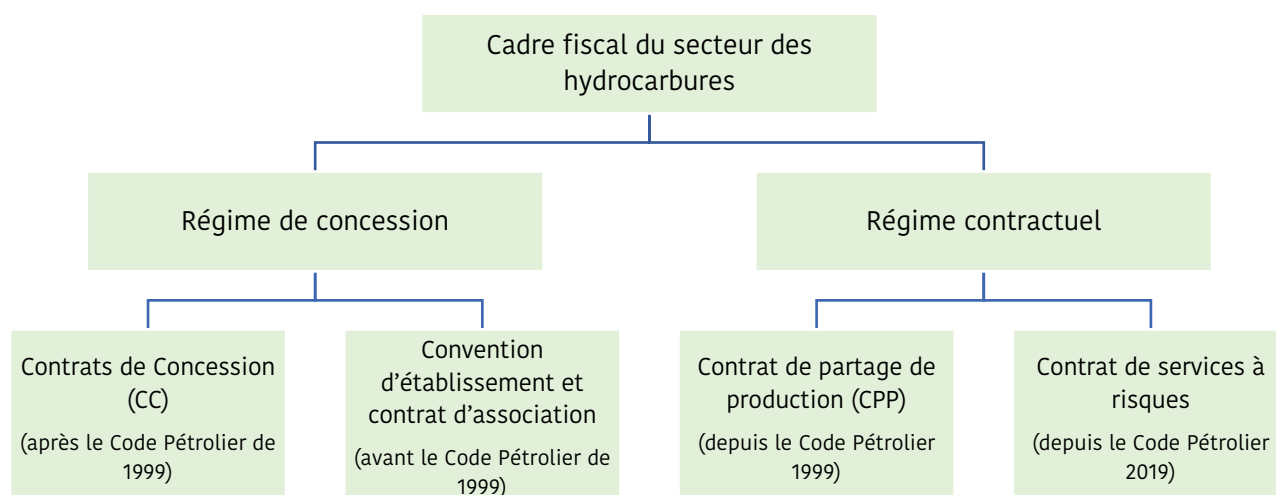 Cadre fiscal du secteur des
hydrocarbures
Régime de concession
Régime contractuel
Contrats de Concession
(CC)
(après le Code Pétrolier de
1999)
Convention
d'établissement et
contrat d'association
(avant le Code Pétrolier de
1999)
Contrat de partage de
production (CPP)
(depuis le Code Pétrolier
1999)
Contrat de services à
risques
(depuis le Code Pétrolier
2019)